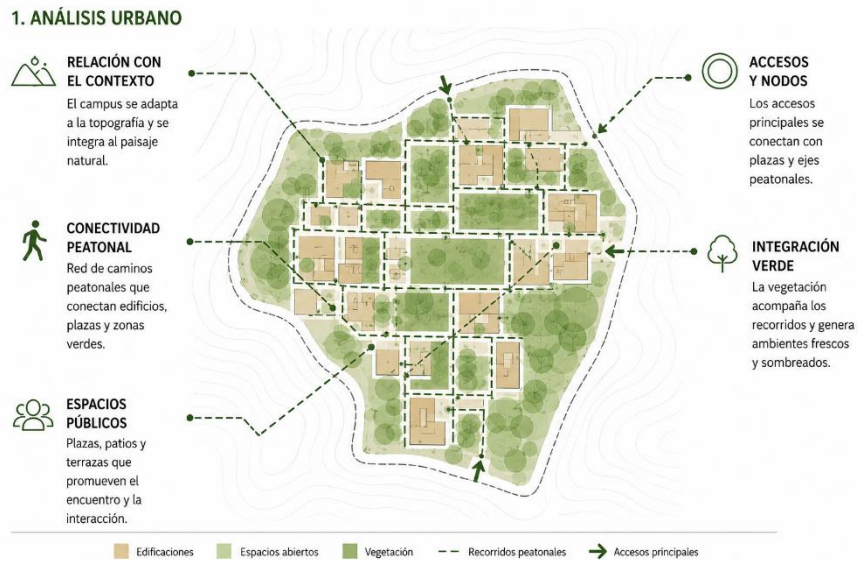 1. ANÁLISIS URBANO
RELACIÓN CON
EL CONTEXTO
El campus se adapta
a la topografía y se
integra al paisaje
natural.
CONECTIVIDAD
PEATONAL
Red de caminos
peatonales que
conectan edificios,
plazas y zonas
verdes.
ESPACIOS
PÚBLICOS
Plazas, patios y
terrazas que
promueven el
encuentro y la
interacción.
ACCESOS
Y NODOS
Los accesos
principales se
conectan con
plazas y ejes
peatonales.
INTEGRACIÓN
VERDE
La vegetación
acompaña los
recorridos y genera
ambientes frescos
y sombreados.
Edificaciones
Espacios abiertos
Vegetación
Recorridos peatonales
Accesos principales